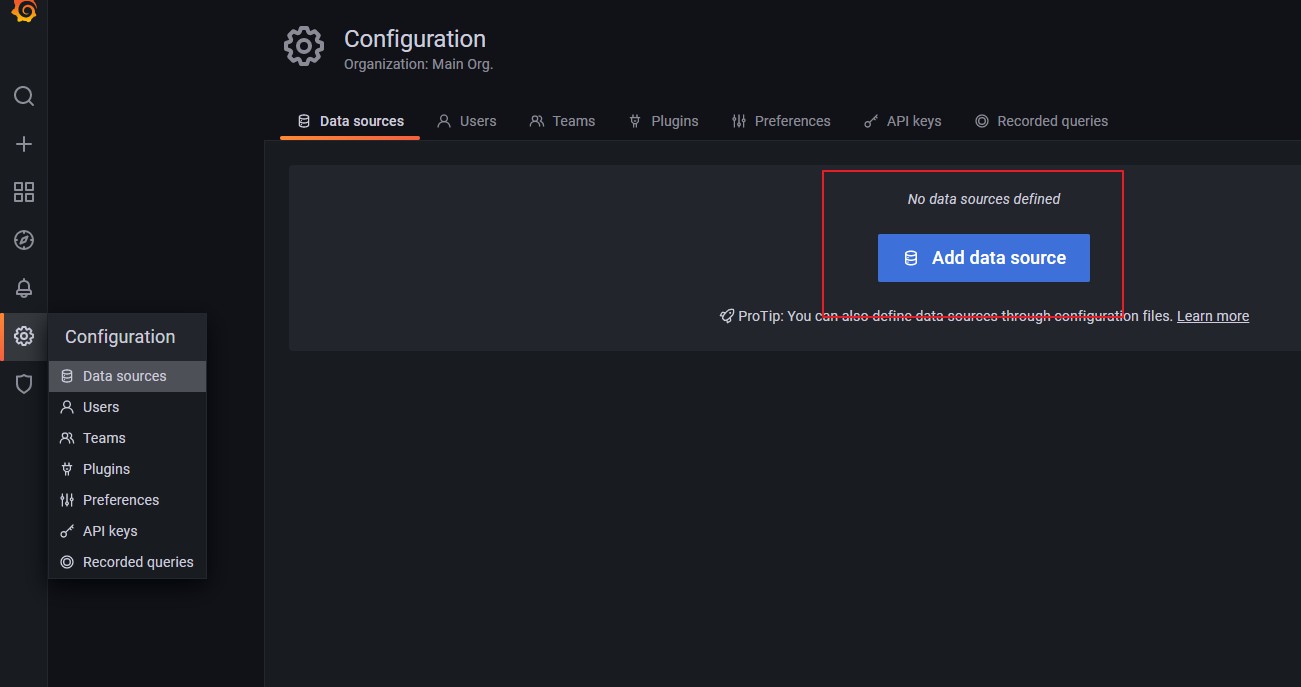 Configuration
Organization: Main Org.
Data sources
Users
Teams
Plugins
Preferences
API keys
Recorded queries
No data sources defined
Add data source
ProTip: You can also define data sources through configuration files. Learn more
Configuration
Data sources
Users
Teams
Plugins
Preferences
API keys
Recorded queries